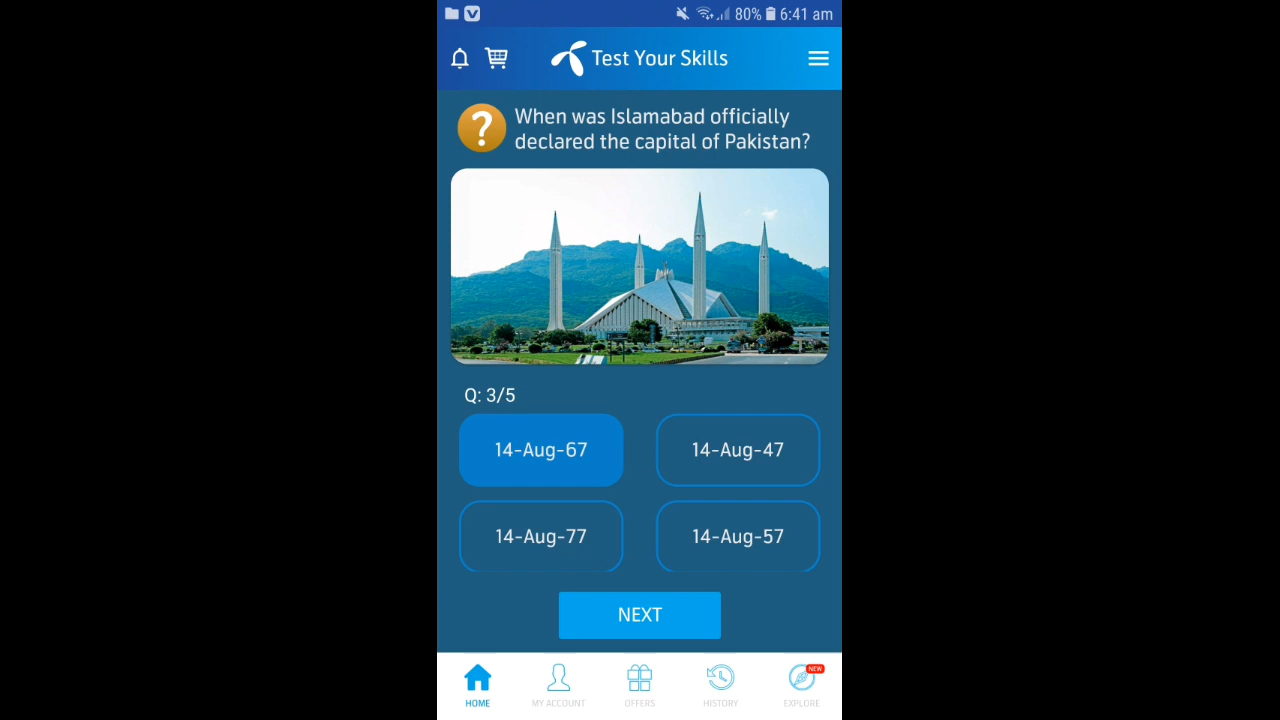 80% 6:41 am
Test Your Skills
?
When was Islamabad officially
declared the capital of Pakistan?
Q: 3/5
14-Aug-67
14-Aug-47
14-Aug-77
14-Aug-57
NEXT
HOME
MY ACCOUNT
OFFERS
HISTORY
NEW
EXPLORE